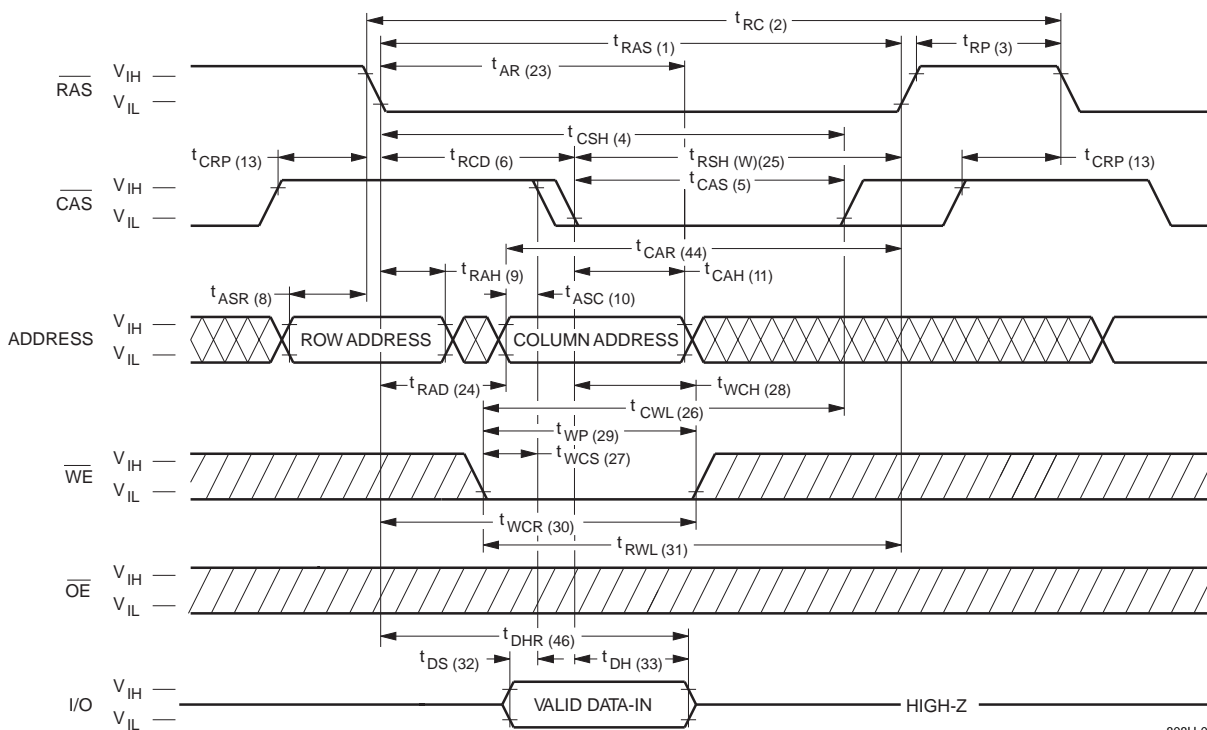 t RC (2)
t RAS (1)
t RP (3)
t AR (23)
RAS
V IH
V IL
t CSH (4)
t CRP (13)
t RCD (6)
t RSH (W)(25)
t CRP (13)
t CAS (5)
CAS
V IH
V IL
t CAR (44)
t RAH (9)
t CAH (11)
t ASR (8)
t ASC (10)
ADDRESS
V IH
V IL
ROW ADDRESS
COLUMN ADDRESS
t RAD (24)
t WCH (28)
t CWL (26)
t WP (29)
t WCS (27)
WE
V IH
V IL
t WCR (30)
t RWL (31)
OE
V IH
V IL
t DHR (46)
t DS (32)
t DH (33)
I/O
V IH
V IL
VALID DATA-IN
HIGH-Z